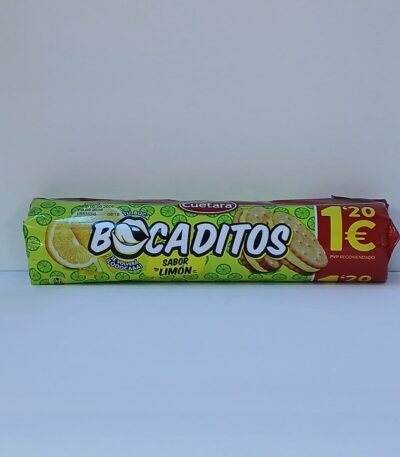 Cuétara
BOCADITOS
SABOR
LIMÓN
1'20
€
PVP RECOMENDADO
1'20